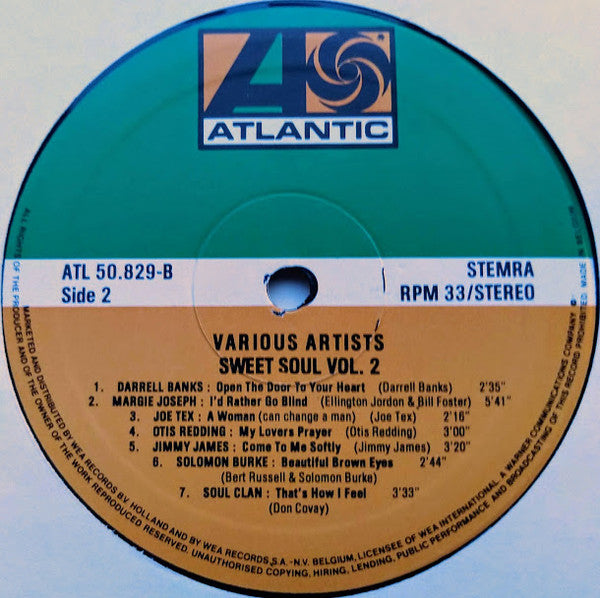 ATLANTIC
ATL 50.829-B
Side 2
STEMRA
RPM 33/STEREO
VARIOUS ARTISTS
SWEET SOUL VOL. 2
1. DARRELL BANKS : Open The Door To Your Heart (Darrell Banks) 2'35"
2. MARGIE JOSEPH : I'd Rather Go Blind (Ellington Jordon & Bill Foster) 5'41"
3. JOE TEX : A Woman (can change a man) (Joe Tex) 2'16"
4. OTIS REDDING : My Lovers Prayer (Otis Redding) 3'00"
5. JIMMY JAMES : Come To Me Softly (Jimmy James) 3'20"
6. SOLOMON BURKE : Beautiful Brown Eyes 2'44"
(Bert Russell & Solomon Burke)
7. SOUL CLAN : That's How I Feel 3'33"
(Don Covay)
MARKETED AND DISTRIBUTED BY WEA RECORDS B.V. HOLLAND AND BY WEA RECORDS, S.A.-N.V. BELGIUM, LICENSEE OF WEA INTERNATIONAL. A WARNER COMMUNICATIONS COMPANY
ALL RIGHTS OF THE PRODUCER AND OF THE OWNER OF THE WORK REPRODUCED RESERVED. UNAUTHORISED COPYING, HIRING, LENDING, PUBLIC PERFORMANCE AND BROADCASTING OF THIS RECORD PROHIBITED. MADE IN BELGIUM